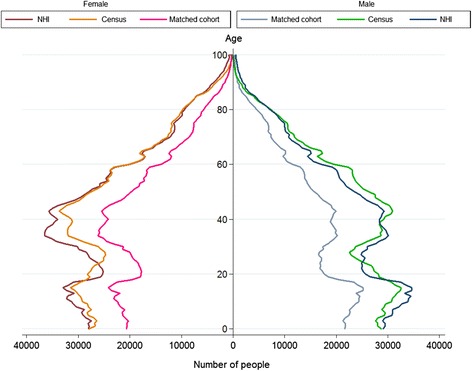 Female Male
NHI Census Matched cohort Matched cohort Census NHI
Age
100
80
60
40
20
0
40000 30000 20000 10000 0 10000 20000 30000 40000
Number of people